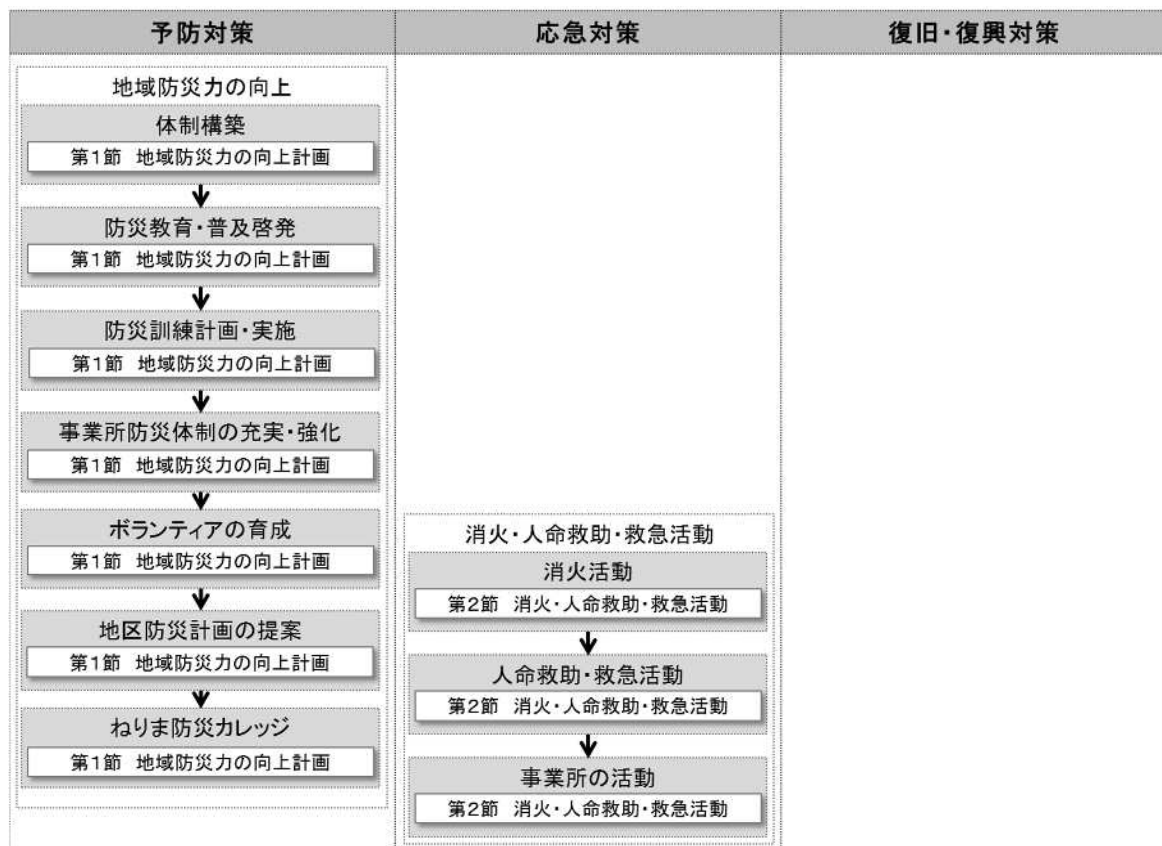 予防対策
応急対策
復旧・復興対策
地域防災力の向上
体制構築
第1節 地域防災力の向上計画
防災教育・普及啓発
第1節 地域防災力の向上計画
防災訓練計画・実施
第1節 地域防災力の向上計画
事業所防災体制の充実・強化
第1節 地域防災力の向上計画
ボランティアの育成
第1節 地域防災力の向上計画
地区防災計画の提案
第1節 地域防災力の向上計画
ねりま防災カレッジ
第1節 地域防災力の向上計画
消火・人命救助・救急活動
消火活動
第2節 消火・人命救助・救急活動
人命救助・救急活動
第2節 消火・人命救助・救急活動
事業所の活動
第2節 消火・人命救助・救急活動